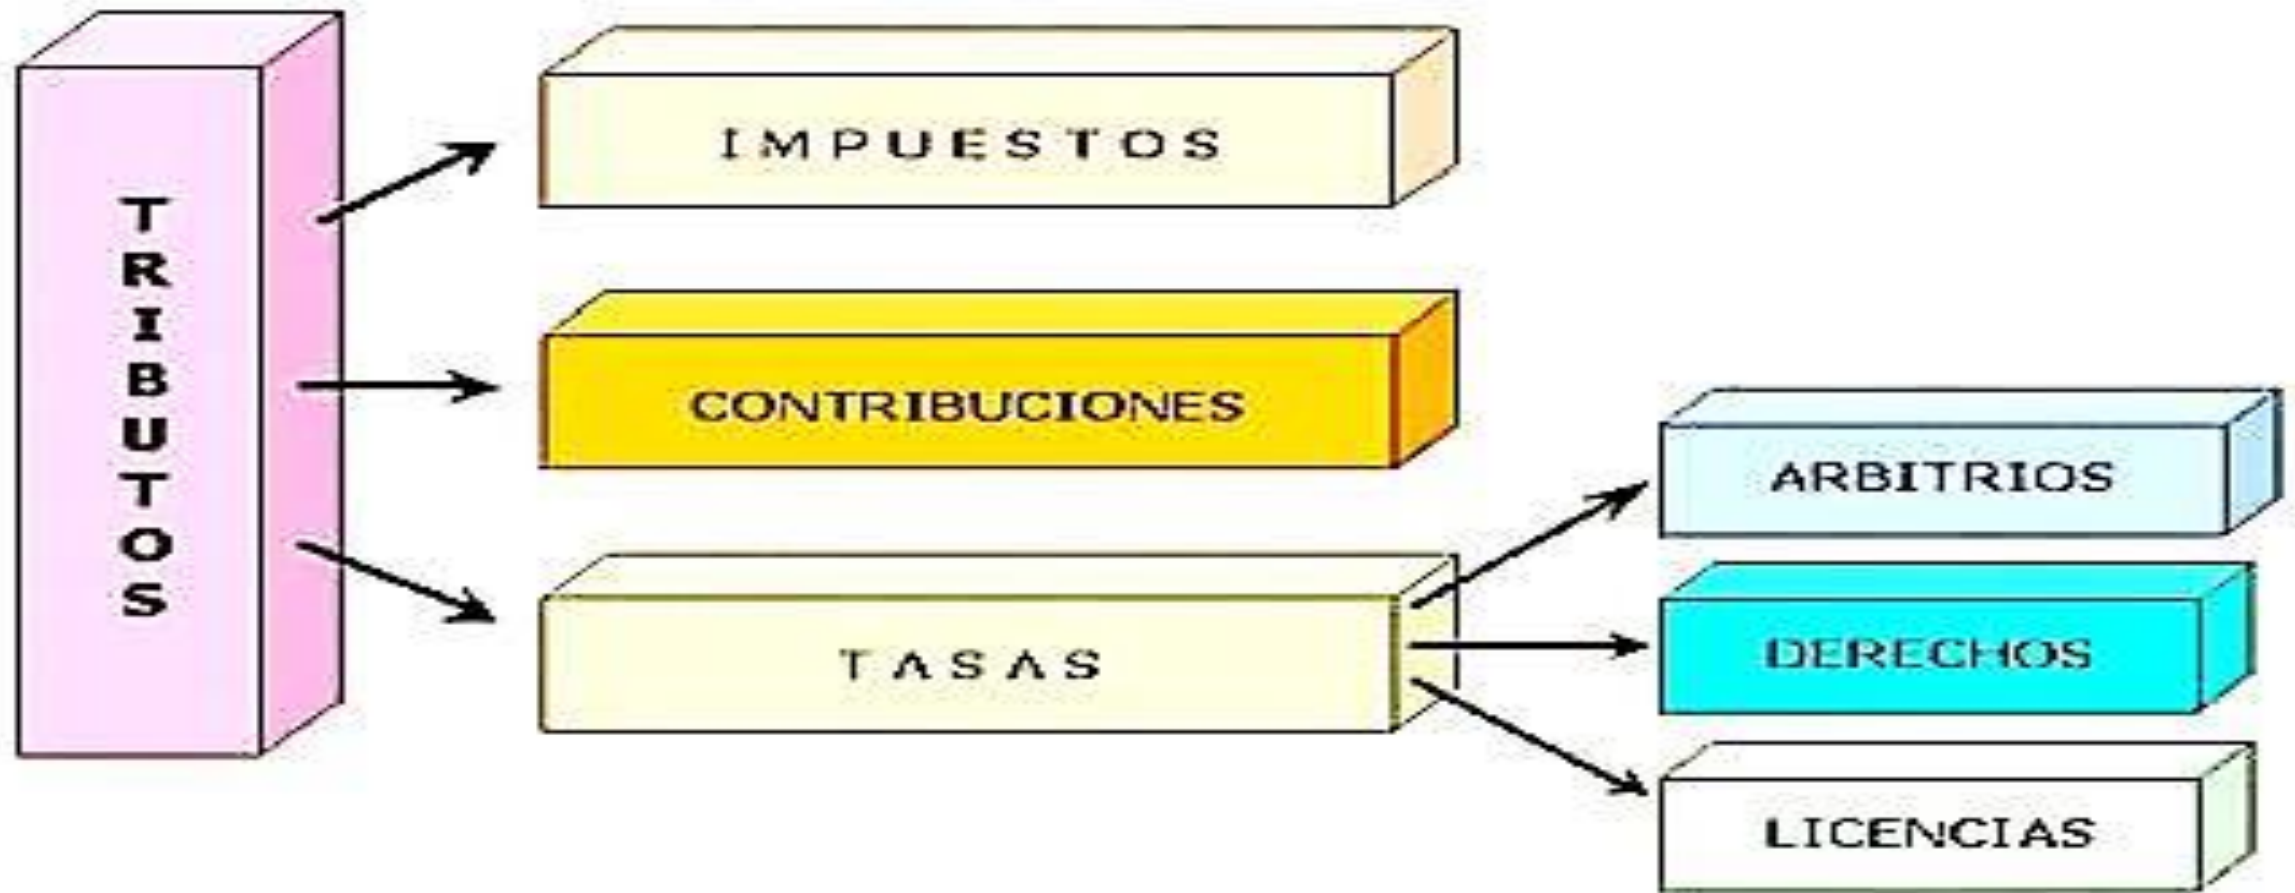 TRIBUTOS
IMPUESTOS
CONTRIBUCIONES
TASAS
ARBITRIOS
DERECHOS
LICENCIAS